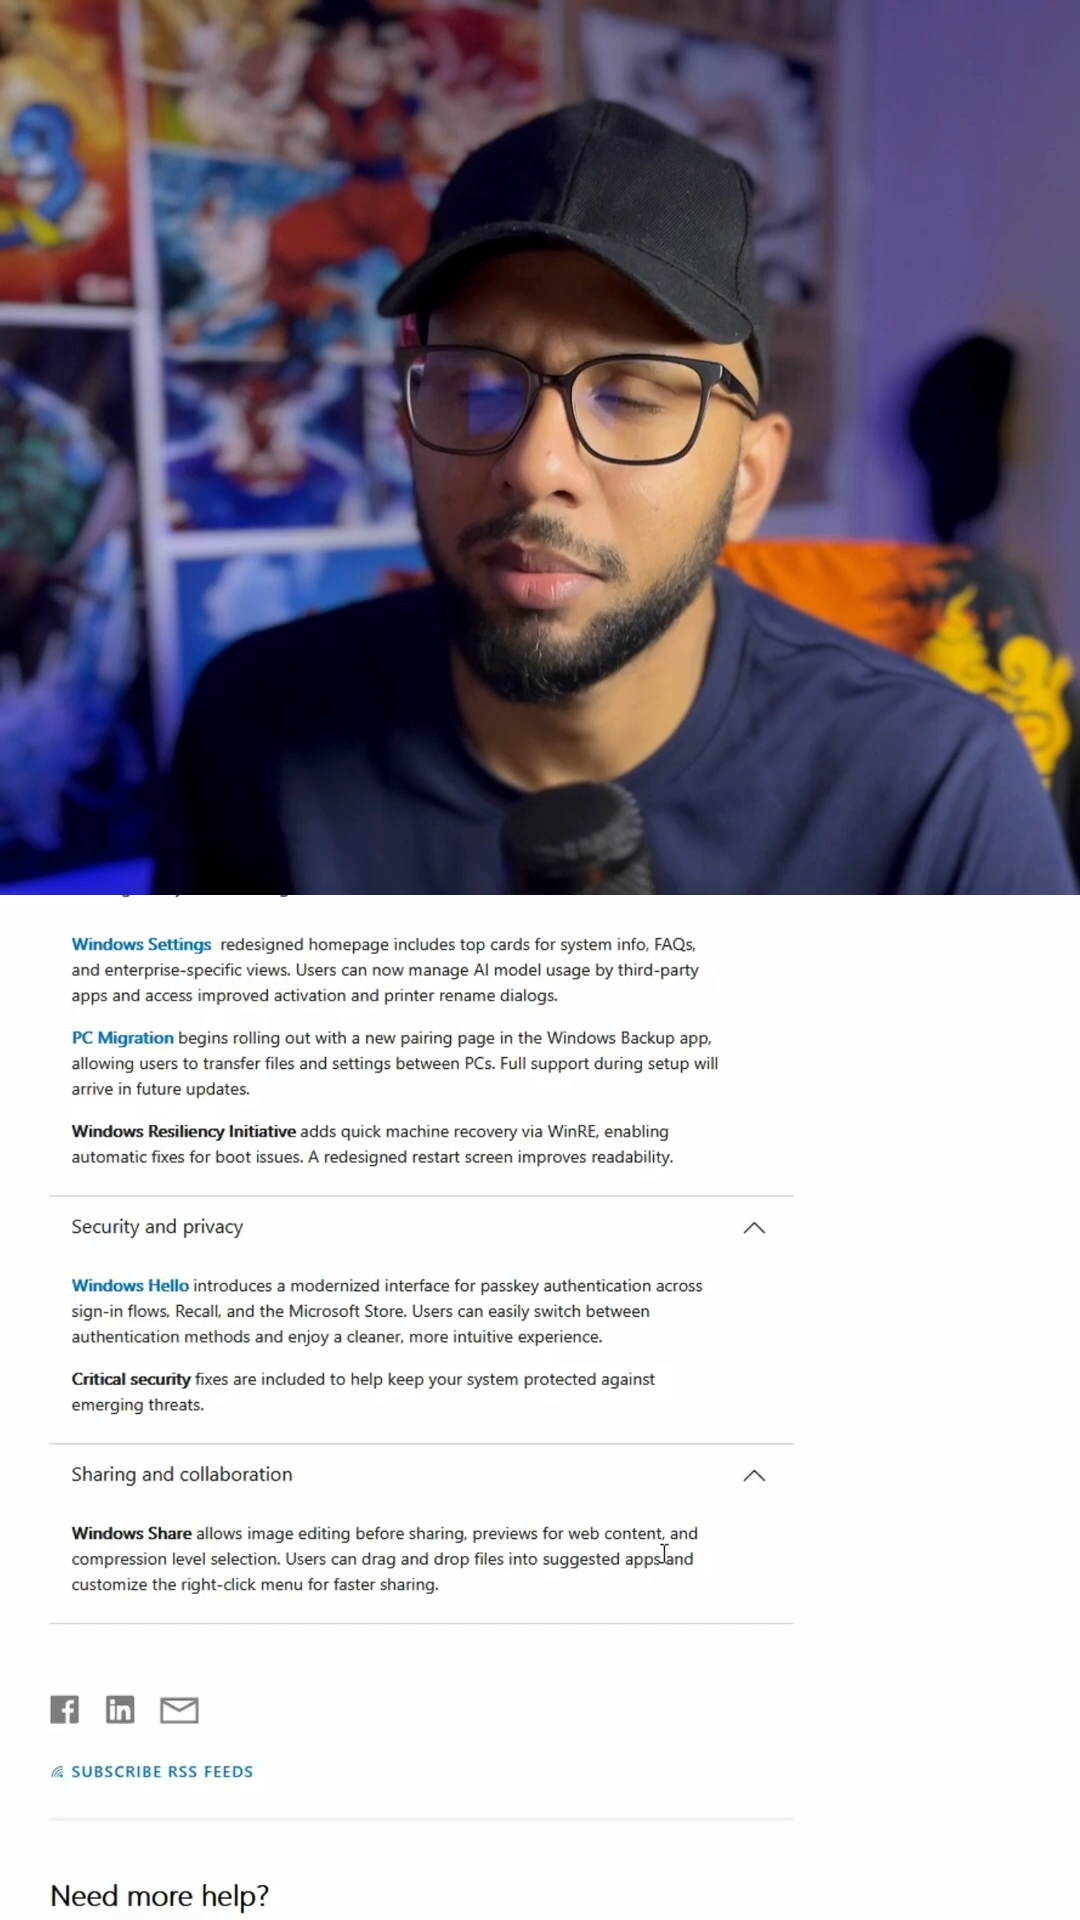 Windows Settings redesigned homepage includes top cards for system info, FAQs,
and enterprise-specific views. Users can now manage AI model usage by third-party
apps and access improved activation and printer rename dialogs.
PC Migration begins rolling out with a new pairing page in the Windows Backup app,
allowing users to transfer files and settings between PCs. Full support during setup will
arrive in future updates.
Windows Resiliency Initiative adds quick machine recovery via WinRE, enabling
automatic fixes for boot issues. A redesigned restart screen improves readability.
Security and privacy
Windows Hello introduces a modernized interface for passkey authentication across
sign-in flows, Recall, and the Microsoft Store. Users can easily switch between
authentication methods and enjoy a cleaner, more intuitive experience.
Critical security fixes are included to help keep your system protected against
emerging threats.
Sharing and collaboration
Windows Share allows image editing before sharing, previews for web content, and
compression level selection. Users can drag and drop files into suggested apps and
customize the right-click menu for faster sharing.
SUBSCRIBE RSS FEEDS
Need more help?